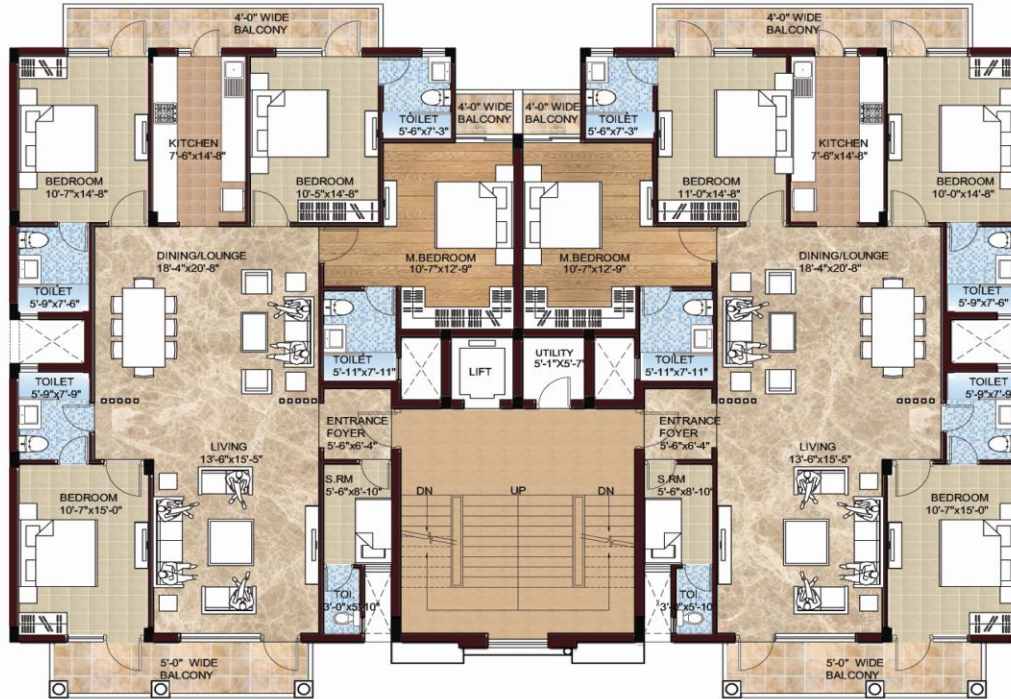 4'-0" WIDE
BALCONY
4'-0" WIDE
BALCONY
TOILET
5'-6"x7'-3"
4'-0" WIDE
BALCONY
4'-0" WIDE
BALCONY
TOILET
5'-6"x7'-3"
KITCHEN
7'-6"x14'-8"
KITCHEN
7'-6"x14'-8"
BEDROOM
10'-7"x14'-8"
BEDROOM
10'-5"x14'-8"
BEDROOM
11'-0"x14'-8"
BEDROOM
10'-0"x14'-8"
DINING/LOUNGE
18'-4"x20'-8"
M.BEDROOM
10'-7"x12'-9"
M.BEDROOM
10'-7"x12'-9"
DINING/LOUNGE
18'-4"x20'-8"
TOILET
5'-9"x7'-6"
TOILET
5'-9"x7'-6"
TOILET
5'-11"x7'-11"
LIFT
UTILITY
5'-1"X5'-7"
TOILET
5'-11"x7'-11"
TOILET
5'-9"x7'-9"
TOILET
5'-9"x7'-9"
ENTRANCE
FOYER
5'-6"x6'-4"
ENTRANCE
FOYER
5'-6"x6'-4"
LIVING
13'-6"x15'-5"
LIVING
13'-6"x15'-5"
S.RM
5'-6"x8'-10"
DN
UP
DN
S.RM
5'-6"x8'-10"
BEDROOM
10'-7"x15'-0"
BEDROOM
10'-7"x15'-0"
TOI.
3'-0"x5'-10"
TOI.
5'-0" WIDE
BALCONY
5'-0" WIDE
BALCONY